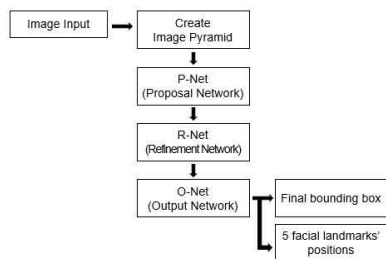 Image Input
Create
Image Pyramid
P-Net
(Proposal Network)
R-Net
(Refinement Network)
O-Net
(Output Network)
Final bounding box
5 facial landmarks'
positions